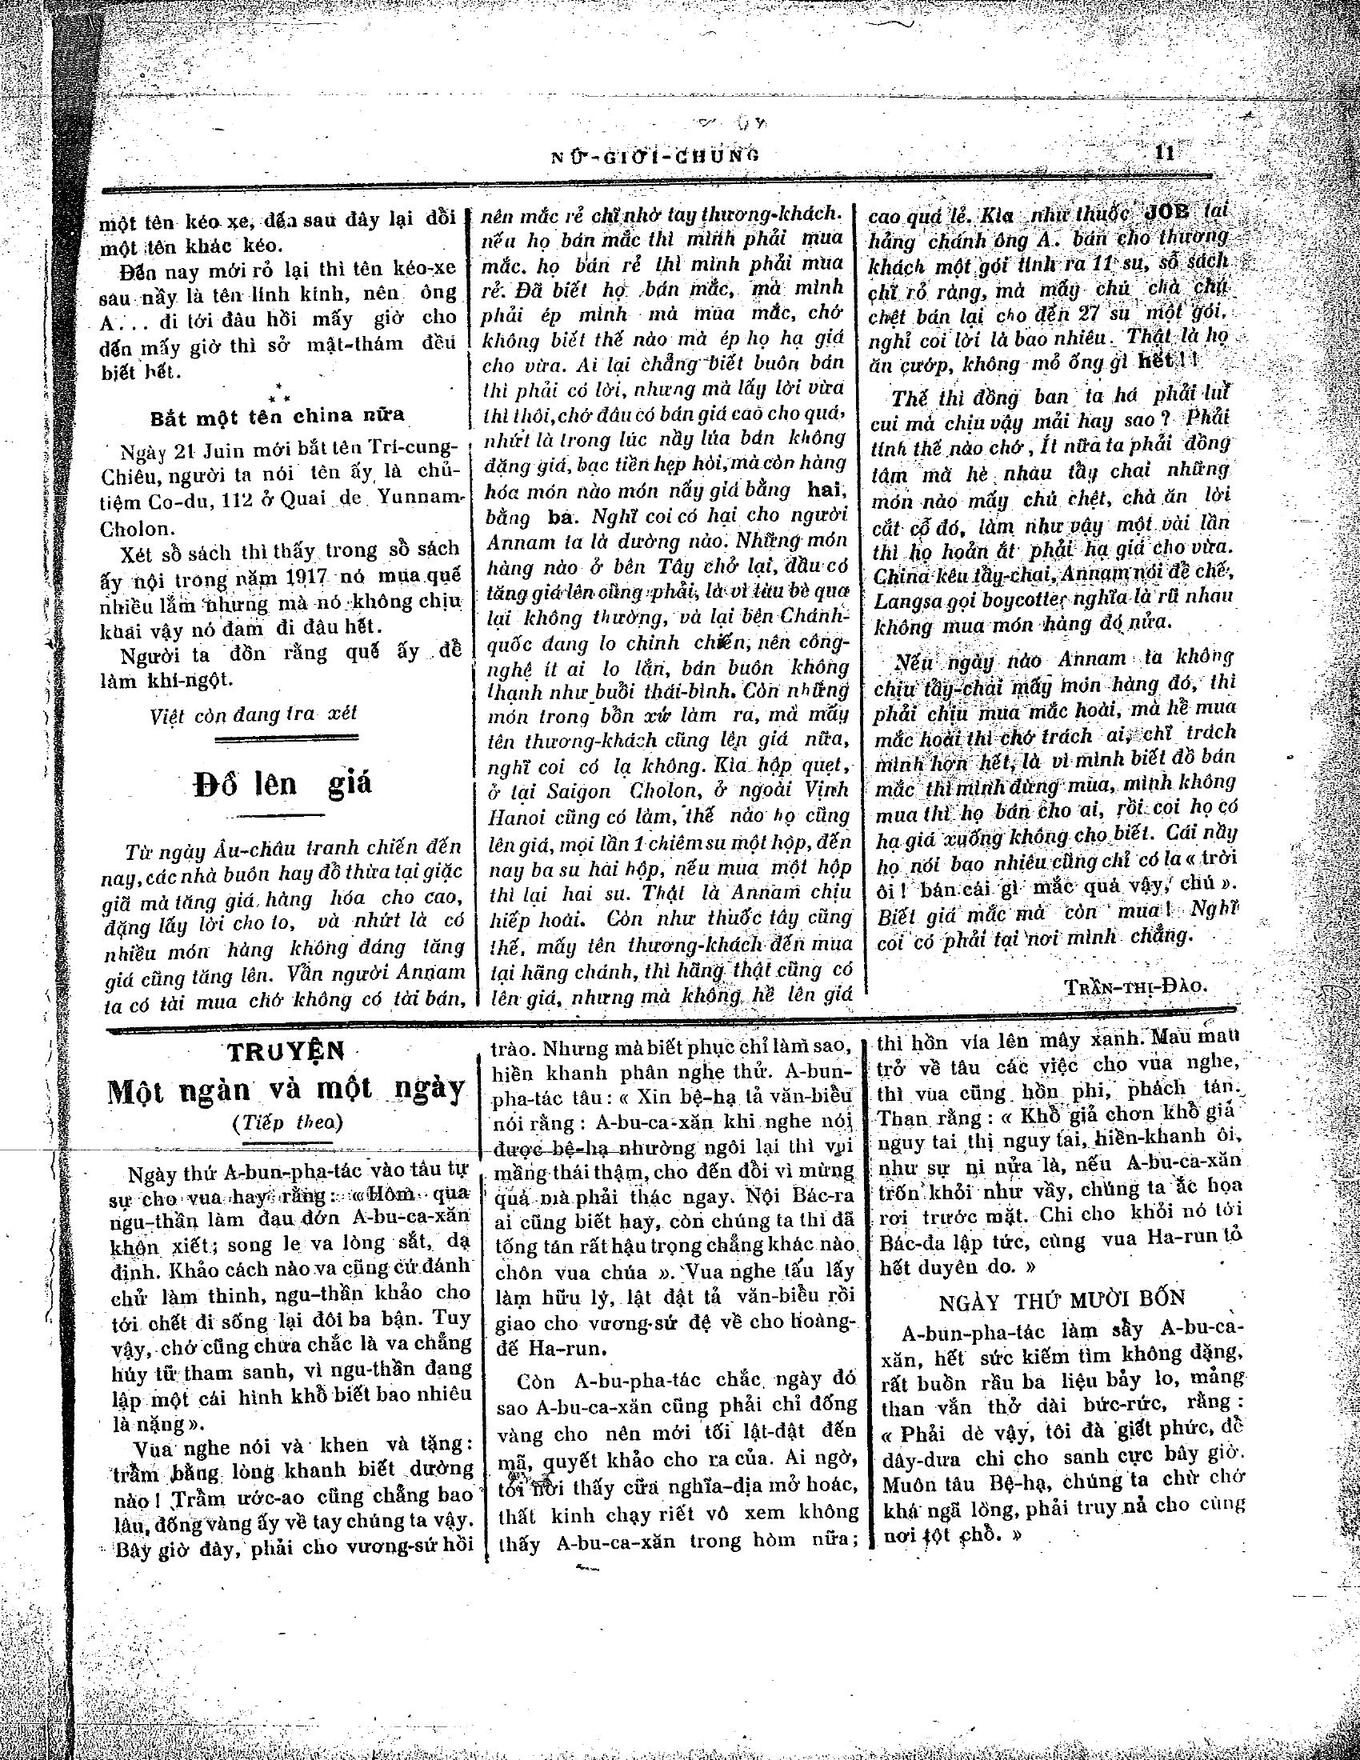 NỮ-GIỚI-CHUNG
11
một tên kéo xe, đến sau đây lại đổi
một tên khác kéo.
Đến nay mới rỏ lại thì tên kéo-xe
sau nầy là tên lính kín, nên ông
A... đi tới đâu hồi mấy giờ cho
dến mấy giờ thì sở mật-thám đều
biết hết.
* * *
Bắt một tên china nữa
Ngày 21 Juin mới bắt tên Trí-cung-
Chiêu, người ta nói tên ấy là chủ-
tiệm Co-du, 112 ở Quai de Yunnam-
Cholon.
Xét sổ sách thì thấy trong sổ sách
ấy nội trong năm 1917 nó mua quế
nhiều lắm nhưng mà nó không chịu
khai vậy nó đam đi đâu hết.
Người ta đồn rằng quế ấy để
làm khí-ngột.
Việt còn đang tra xét
Đồ lên giá
Từ ngày Âu-châu tranh chiến đến
nay, các nhà buôn hay đồ thừa tại giặc
giã mà tăng giá hàng hóa cho cao,
đặng lấy lời cho to, và nhứt là có
nhiều món hàng không đáng tăng
giá cũng tăng lên. Vẩn người Annam
ta có tài mua chớ không có tài bán,
nên mắc rẻ chỉ nhờ tay thương-khách.
nếu họ bán mắc thì mình phải mua
mắc. họ bán rẻ thì mình phải mua
rẻ. Đã biết họ bán mắc, mà mình
phải ép mình mà mua mắc, chớ
không biết thế nào mà ép họ hạ giá
cho vừa. Ai lại chẳng biết buôn bán
thì phải có lời, nhưng mà lấy lời vừa
thì thôi, chớ đâu có bán giá cao cho quá,
nhứt là trong lúc nầy lúa bán không
đặng giá, bạc tiền hẹp hòi, mà còn hàng
hóa món nào món nấy giá bằng hai,
bằng ba. Nghĩ coi có hại cho người
Annam ta là dường nào. Những món
hàng nào ở bên Tây chở lại, đầu có
tăng giá lên cũng phải, là vì tàu bè qua
lại không thường, và lại bên Chánh-
quốc đang lo chinh chiến, nên công-
nghệ ít ai lo lắn, bán buôn không
thạnh như buổi thái-bình. Còn những
món trong bổn xứ làm ra, mà mấy
tên thương-khách cũng lên giá nữa,
nghĩ coi có lạ không. Kìa hộp quẹt,
ở tại Saigon Cholon, ở ngoài Vinh
Hanoi cũng có làm, thế nào họ cũng
lên giá, mọi lần 1 chiêm su một hộp, đến
nay ba su hai hộp, nếu mua một hộp
thì lại hai su. Thật là Annam chịu
hiếp hoài. Còn như thuốc tây cũng
thế, mấy tên thương-khách đến mua
tại hãng chánh, thì hãng thật cũng có
lên giá, nhưng mà không hề lên giá
cao quá lẻ. Kìa như thuốc JOB tại
hảng chánh ông A. bán cho thương
khách một gói tính ra 11 su, sổ sách
chỉ rỏ ràng, mà mấy chú chà chú
chệt bán lại cho đến 27 su một gói,
nghỉ coi lời là bao nhiêu. Thật là họ
ăn cướp, không mỏ ống gì hết!!
Thế thì đồng ban ta há phải luỉ
cui mà chịu vậy mải hay sao? Phải
tính thế nào chớ, Ít nữa ta phải đồng
tâm mà hè nhau tẩy chai những
món nào mấy chú chệt, chà ăn lời
cắt cổ đó, làm như vậy một vài lần
thì họ hoản ắt phải hạ giá cho vừa.
China kêu tẩy-chai, Annam nói đề chế,
Langsa gọi boycotter nghĩa là rũ nhau
không mua món hàng đó nửa.
Nếu ngày nào Annam ta không
chịu tẩy-chai mấy món hàng đó, thì
phải chịu mua mắc hoài, mà hể mua
mắc hoài thì chớ trách ai, chỉ trách
mình hơn hết, là vì mình biết đồ bán
mắc thì mình đừng mua, mình không
mua thì họ bán cho ai, rồi coi họ có
hạ giá xuống không cho biết. Cái nầy
họ nói bao nhiêu cũng chỉ có la « trời
ôi! bán cái gì mắc quá vậy, chú ».
Biết giá mắc mà còn mua! Nghĩ
coi có phải tại nơi mình chăng.
TRẦN-THỊ-ĐÀO.
TRUYỆN
Một ngàn và một ngày
(Tiếp theo)
Ngày thứ A-bun-pha-tác vào tâu tự
sự cho vua hay rằng: « Hôm qua
ngu-thần làm đau đớn A-bu-ca-xăn
khôn xiết; song le va lòng sắt, dạ
định. Khảo cách nào va cũng cứ đánh
chử làm thinh, ngu-thần khảo cho
tới chết đi sống lại đôi ba bận. Tuy
vậy, chớ cũng chưa chắc là va chẳng
húy tữ tham sanh, vì ngu-thần đang
lập một cái hình khổ biết bao nhiêu
là nặng ».
Vua nghe nói và khen và tặng:
trẫm bằng lòng khanh biết dường
nào! Trẫm ước-ao cũng chẳng bao
lâu, đống vàng ấy về tay chúng ta vậy.
Bây giờ đây, phải cho vương-sứ hồi
trào. Nhưng mà biết phục chỉ làm sao,
hiền khanh phân nghe thử. A-bun-
pha-tác tâu: « Xin bệ-hạ tả văn-biểu
nói rằng: A-bu-ca-xăn khi nghe nói
được bệ-hạ nhường ngôi lại thì vội
mầng thái thậm, cho đến đổi vì mừng
quá mà phải thác ngay. Nội Bác-ra
ai cũng biết hay, còn chúng ta thì đã
tống tán rất hậu trọng chẳng khác nào
chôn vua chúa ». Vua nghe tấu lấy
làm hữu lý, lật đật tả văn-biểu rồi
giao cho vương-sứ đệ về cho hoàng-
đế Ha-run.
Còn A-bu-pha-tác chắc ngày đó
sao A-bu-ca-xăn cũng phải chỉ đống
vàng cho nên mới tối lật-đật đến
mã, quyết khảo cho ra của. Ai ngờ,
tới nơi thấy cữa nghĩa-địa mở hoác,
thất kinh chạy riết vô xem không
thấy A-bu-ca-xăn trong hòm nữa;
thì hồn vía lên mây xanh. Mau mau
trở về tâu các việc cho vua nghe,
thì vua cũng hồn phi, phách tán.
Than rằng: « Khổ giả chơn khổ giả
nguy tai thị nguy tai, hiền-khanh ôi,
như sự ni nửa là, nếu A-bu-ca-xăn
trốn khỏi như vầy, chúng ta ắc họa
rơi trước mặt. Chi cho khỏi nó tới
Bác-đa lập tức, cùng vua Ha-run tỏ
hết duyên do. »
NGÀY THỨ MƯỜI BỐN
A-bun-pha-tác làm sẩy A-bu-ca-
xăn, hết sức kiếm tìm không đặng,
rất buồn rầu ba liệu bảy lo, mảng
than vắn thở dài bức-rức, rằng:
« Phải dè vậy, tôi đà giết phức, để
dây-dưa chi cho sanh cực bây giờ.
Muôn tâu Bệ-hạ, chúng ta chừ chớ
khá ngã lòng, phải truy nả cho cùng
nơi tột chổ. »